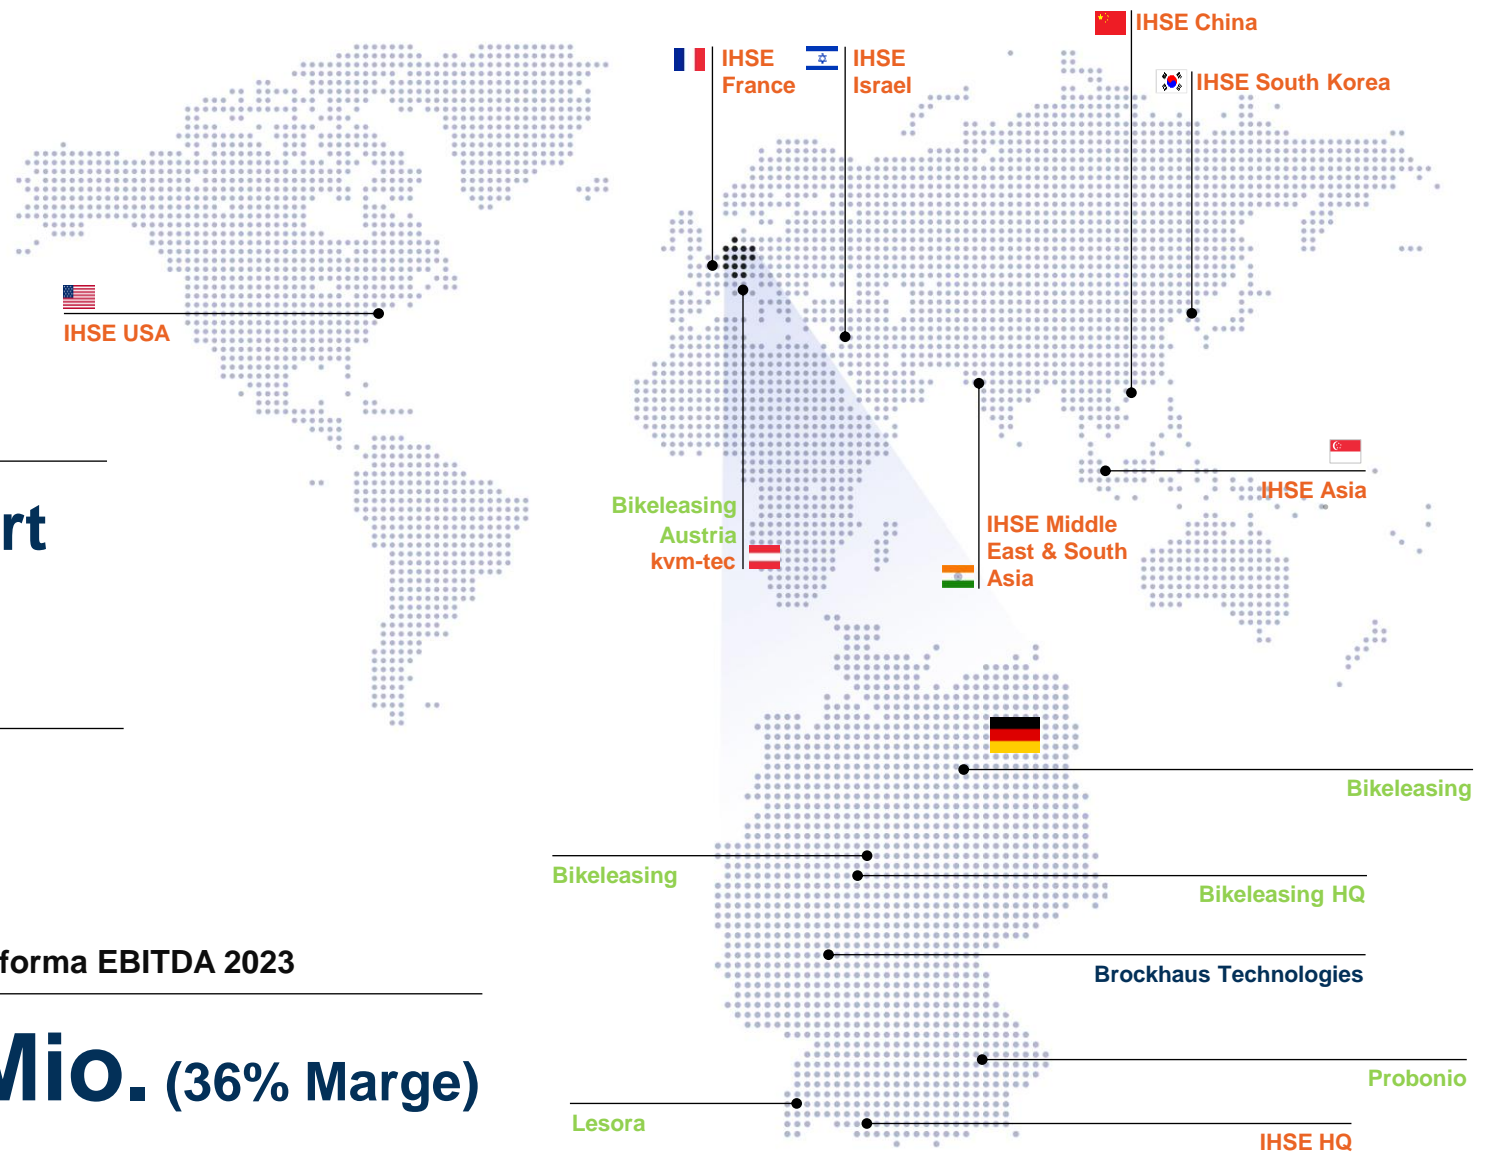 IHSE China
IHSE
France
IHSE
Israel
IHSE South Korea
IHSE USA
IHSE Asia
rt
Bikeleasing
Austria
kvm-tec
IHSE Middle
East & South
Asia
Bikeleasing
Bikeleasing
Bikeleasing HQ
forma EBITDA 2023
Brockhaus Technologies
Mio. (36% Marge)
Probonio
Lesora
IHSE HQ